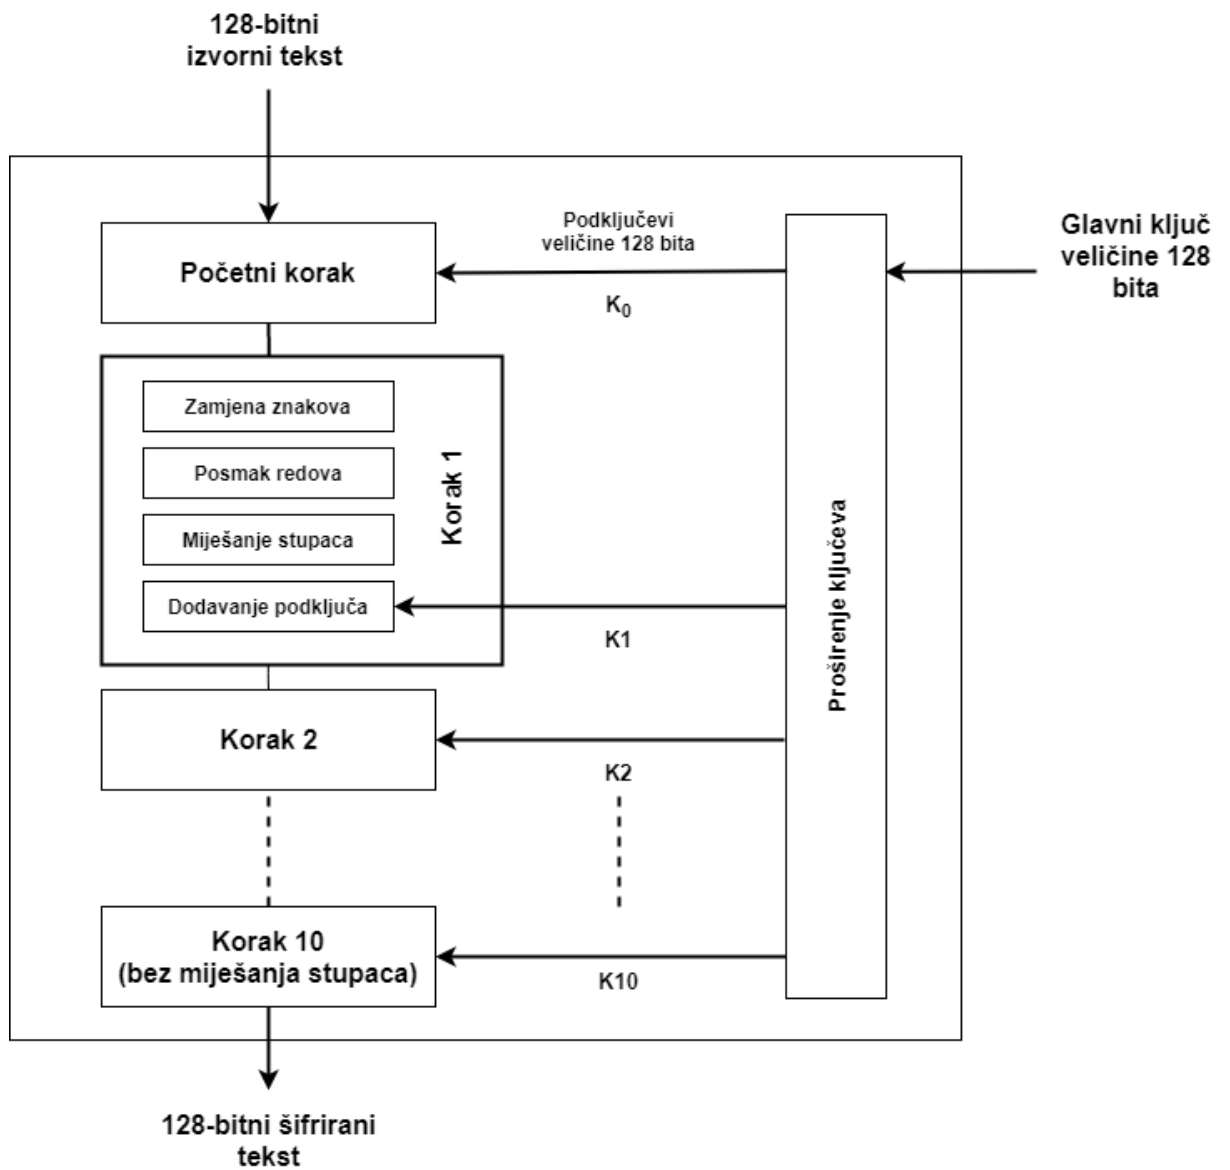 128-bitni
izvorni tekst
Podključevi
veličine 128 bita
Glavni ključ
veličine 128
bita
Početni korak
K0
Zamjena znakova
Posmak redova
Miješanje stupaca
Dodavanje podključa
Korak 1
K1
Proširenje ključeva
Korak 2
K2
Korak 10
(bez miješanja stupaca)
K10
128-bitni šifrirani
tekst